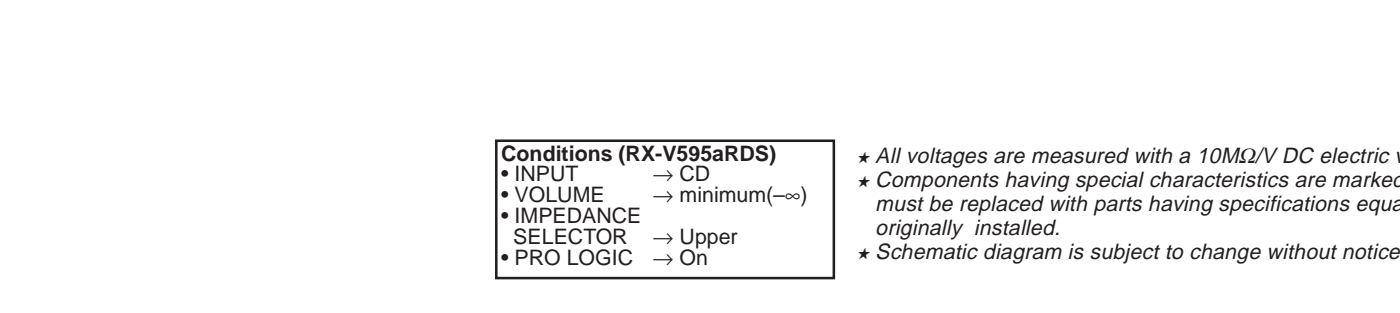 Conditions (RX-V595aRDS)
• INPUT → CD
• VOLUME → minimum(–∞)
• IMPEDANCE
SELECTOR → Upper
• PRO LOGIC → On
★ All voltages are measured with a 10MΩ/V DC electric
★ Components having special characteristics are marked
must be replaced with parts having specifications equa
originally installed.
★ Schematic diagram is subject to change without notice